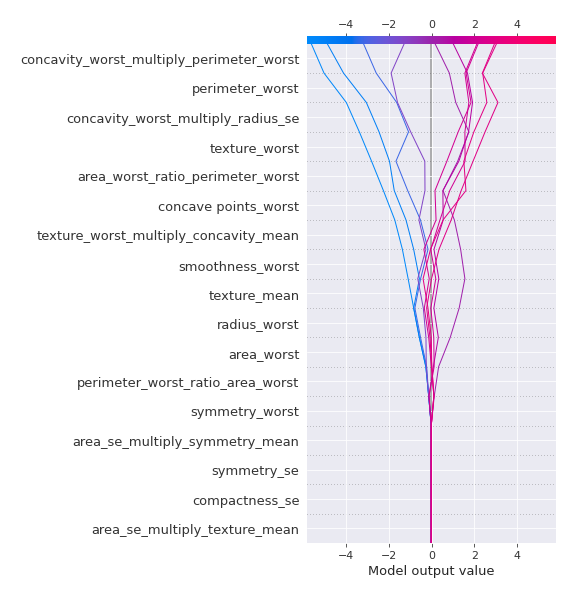 −4 −2 0 2 4
concavity_worst_multiply_perimeter_worst
perimeter_worst
concavity_worst_multiply_radius_se
texture_worst
area_worst_ratio_perimeter_worst
concave points_worst
texture_worst_multiply_concavity_mean
smoothness_worst
texture_mean
radius_worst
area_worst
perimeter_worst_ratio_area_worst
symmetry_worst
area_se_multiply_symmetry_mean
symmetry_se
compactness_se
area_se_multiply_texture_mean
−4 −2 0 2 4
Model output value